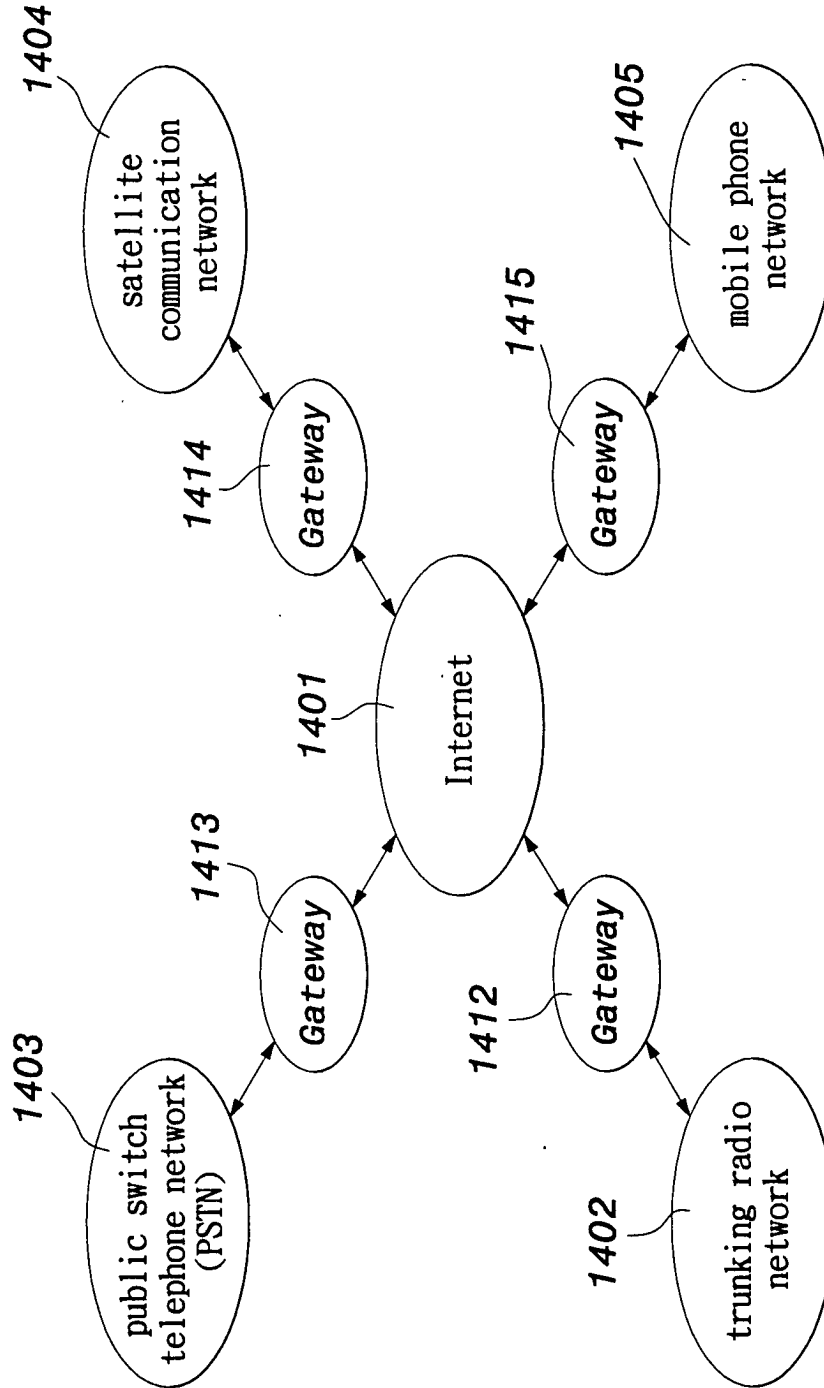 1403
public switch
telephone network
(PSTN)
1404
satellite
communication
network
1413
Gateway
1414
Gateway
1401
Internet
1412
Gateway
1415
Gateway
1402
trunking radio
network
1405
mobile phone
network